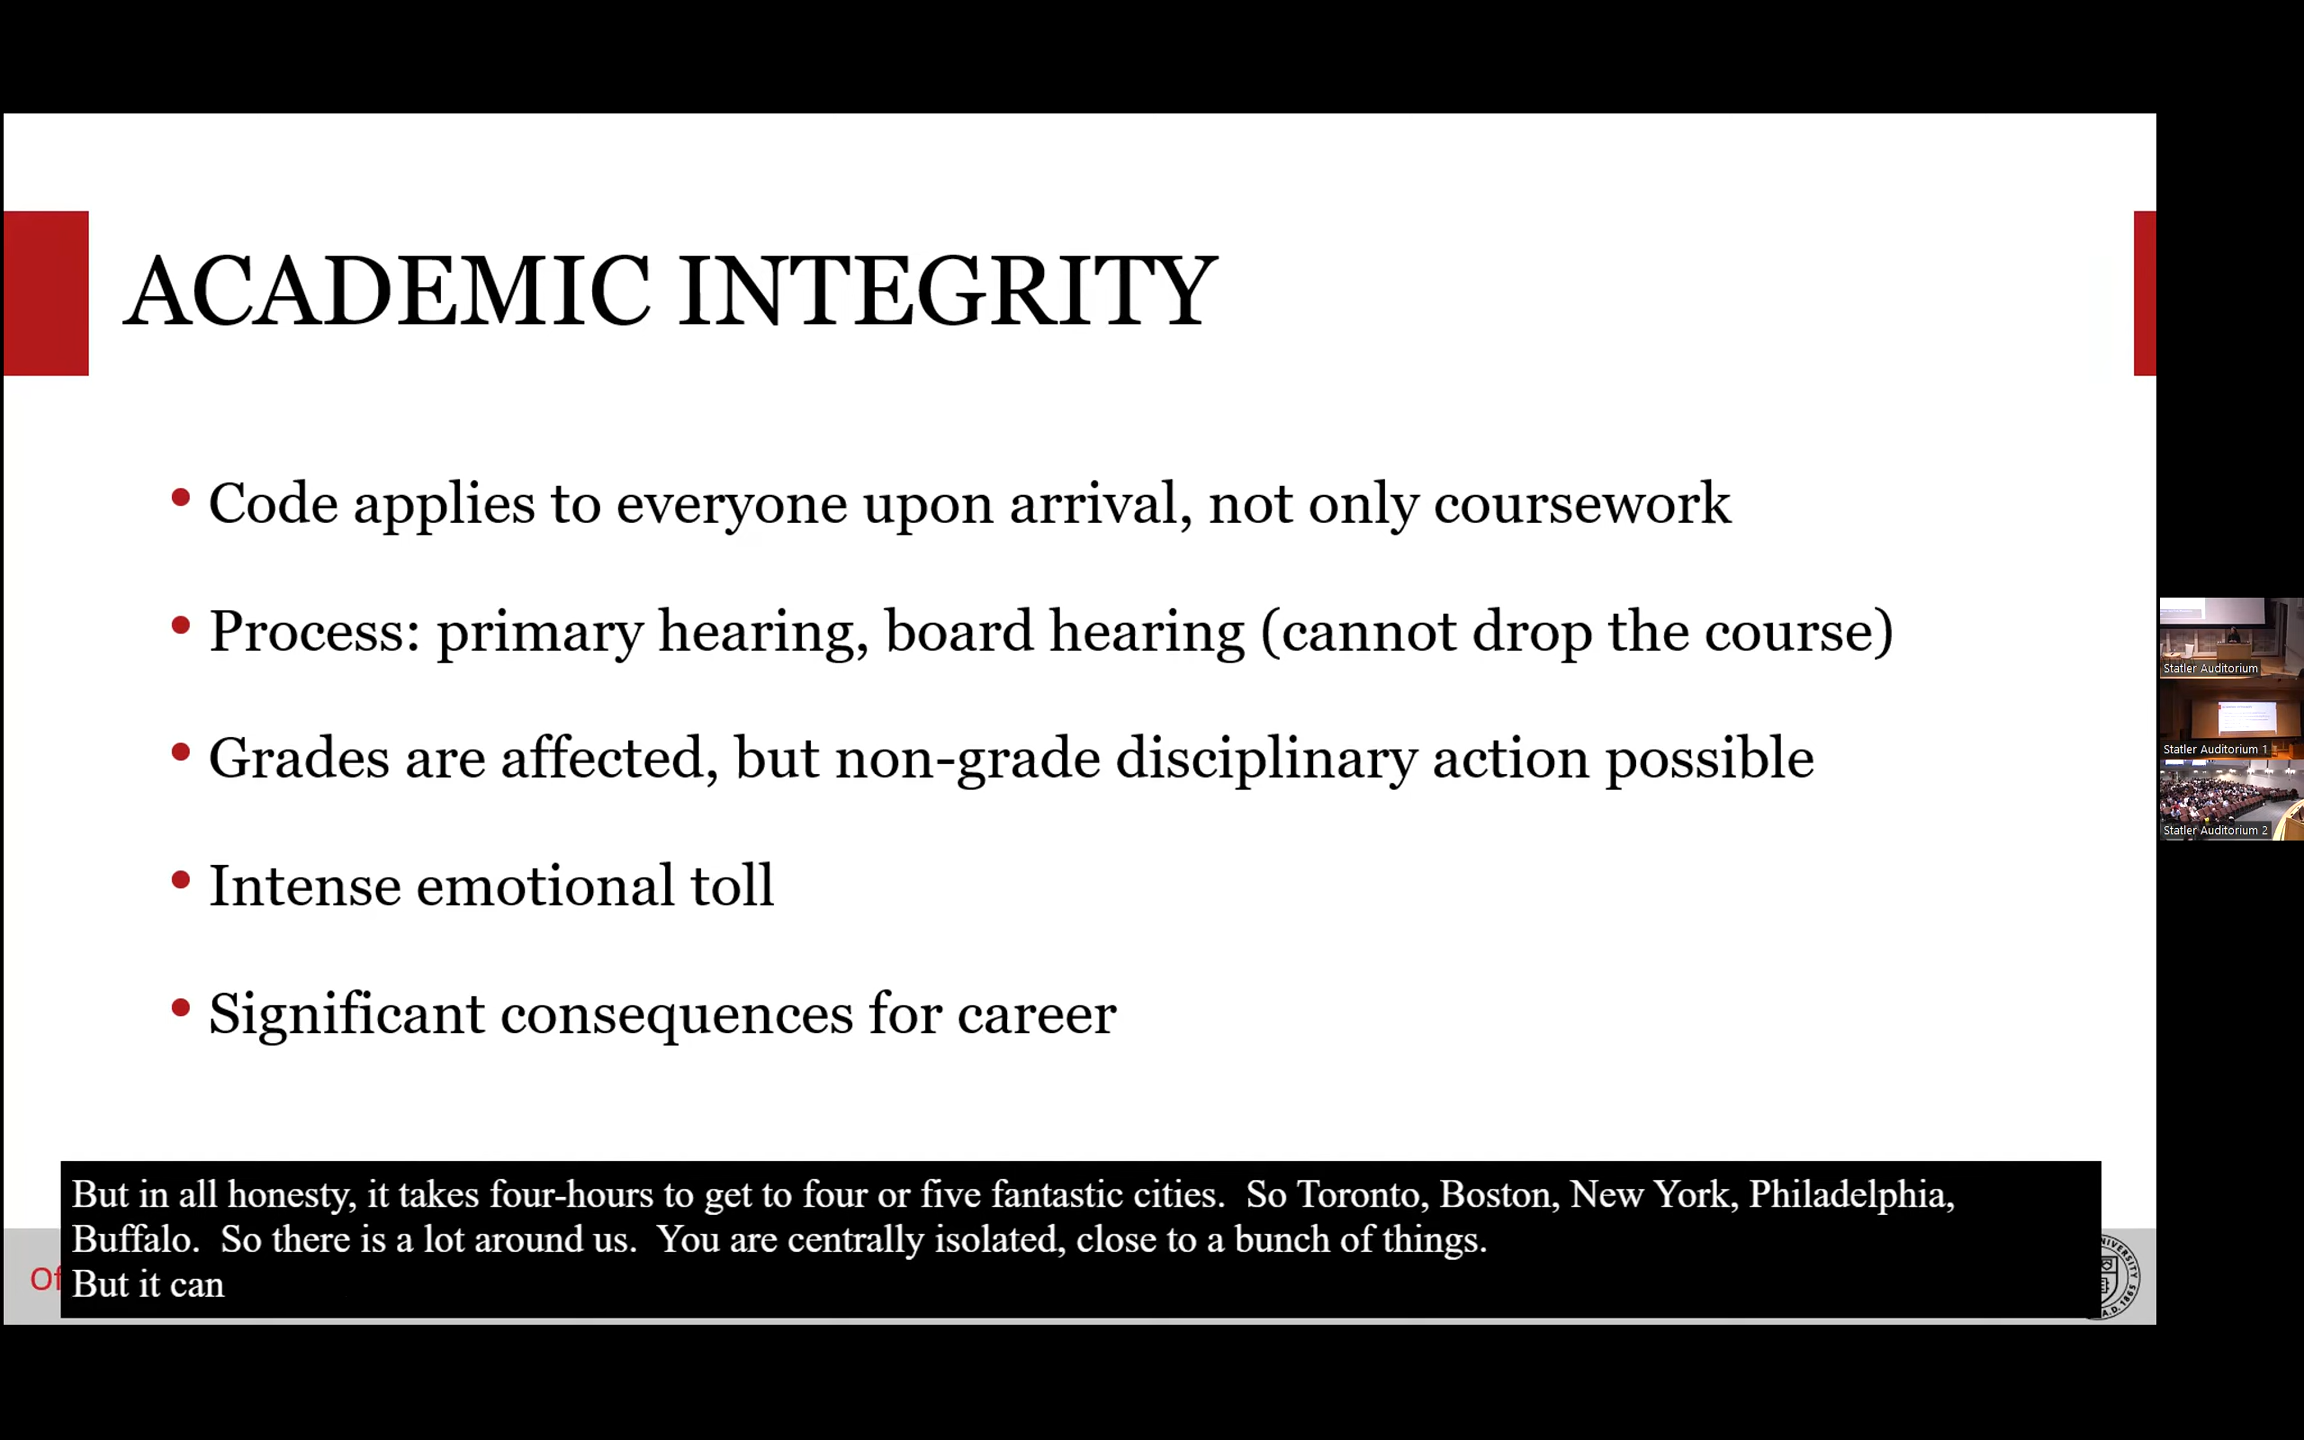 ACADEMIC INTEGRITY
• Code applies to everyone upon arrival, not only coursework
• Process: primary hearing, board hearing (cannot drop the course)
• Grades are affected, but non-grade disciplinary action possible
• Intense emotional toll
• Significant consequences for career
But in all honesty, it takes four-hours to get to four or five fantastic cities.  So Toronto, Boston, New York, Philadelphia,
Buffalo.  So there is a lot around us.  You are centrally isolated, close to a bunch of things.
But it can
Statler Auditorium
Statler Auditorium 1
Statler Auditorium 2
A.D. 1865